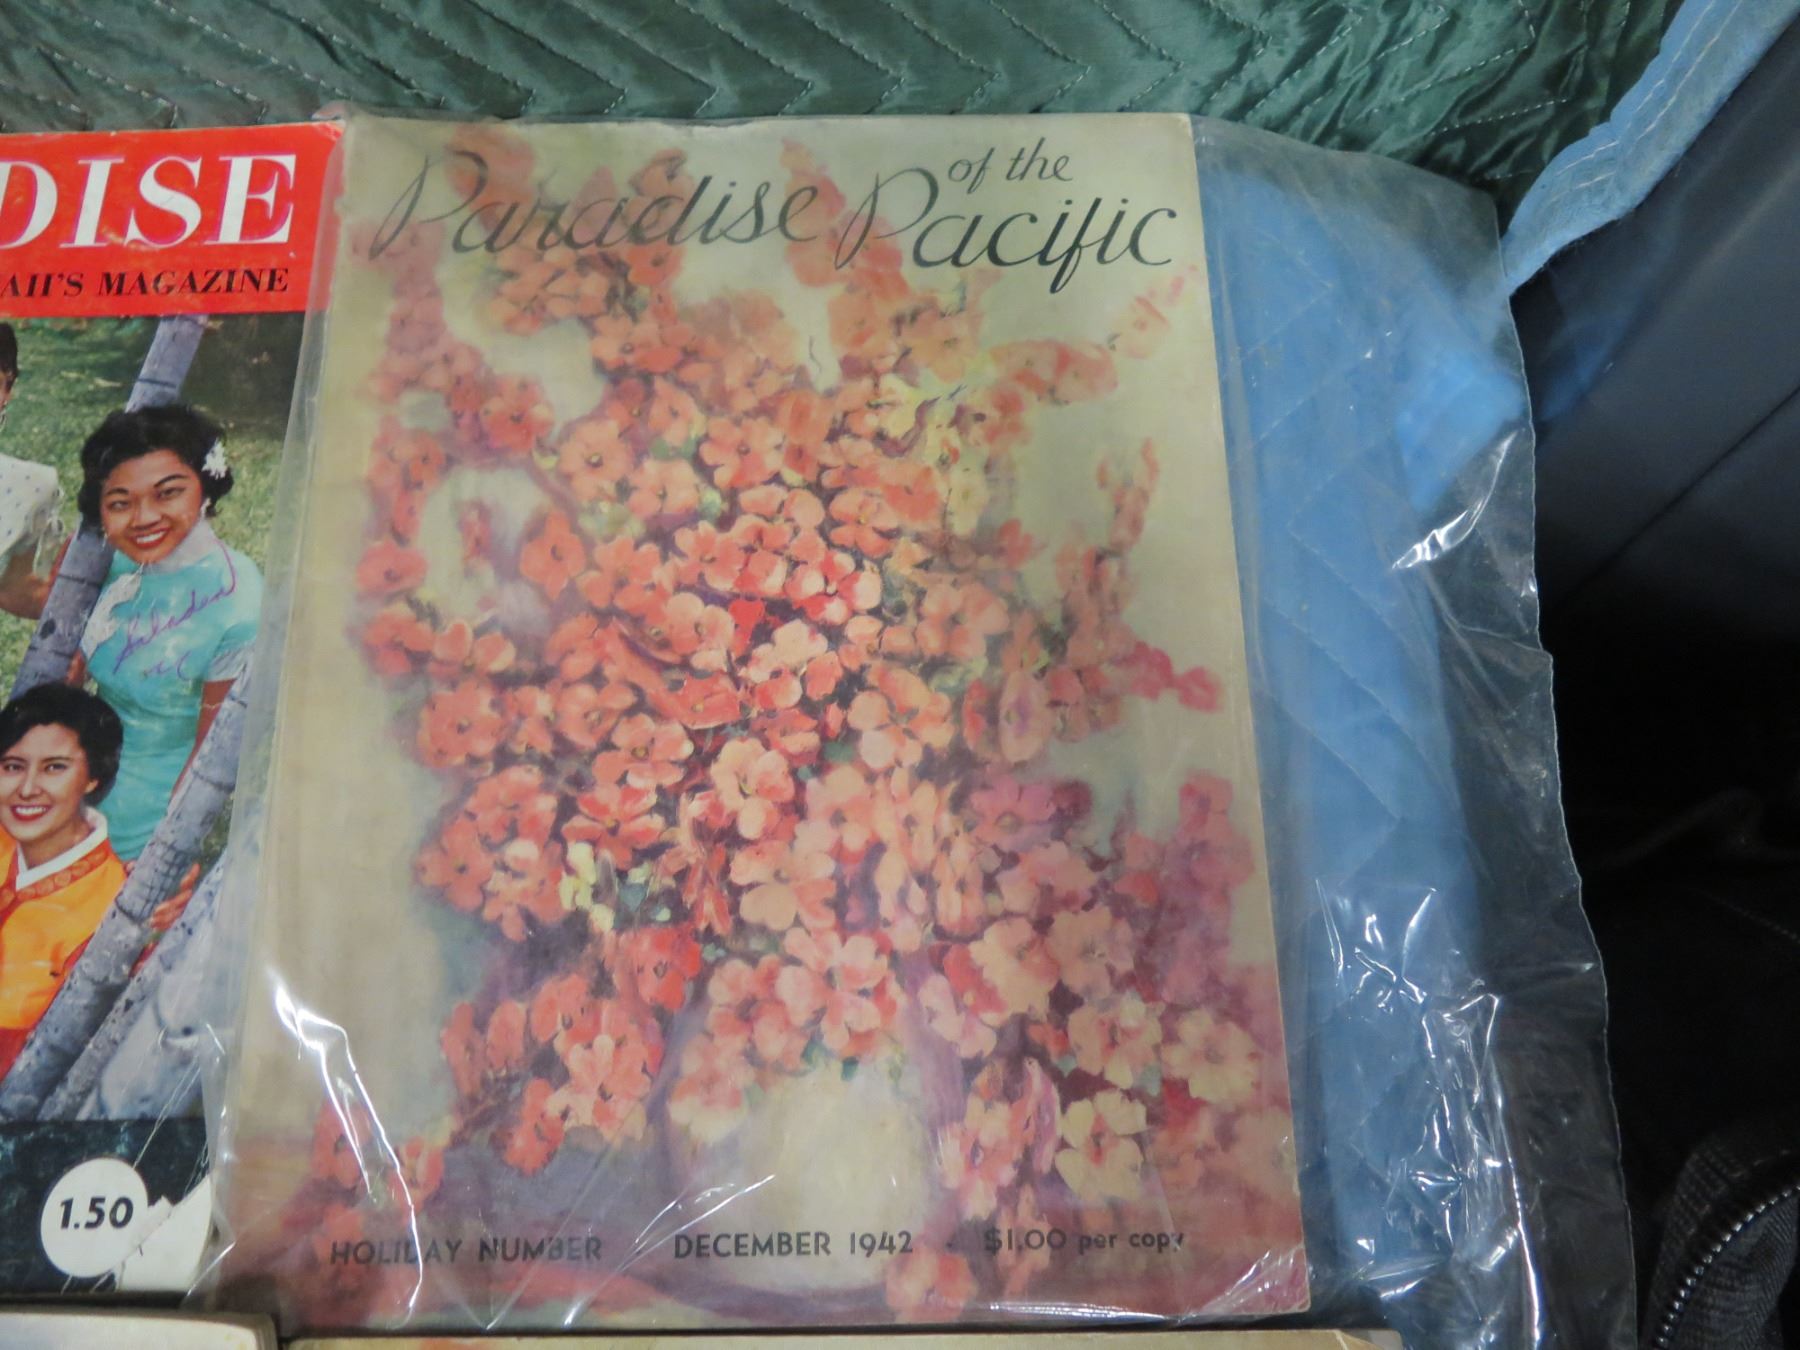 DISE
AII'S MAGAZINE
1.50
Paradise of the Pacific
HOLIDAY NUMBER - DECEMBER 1942 - $1.00 per copy